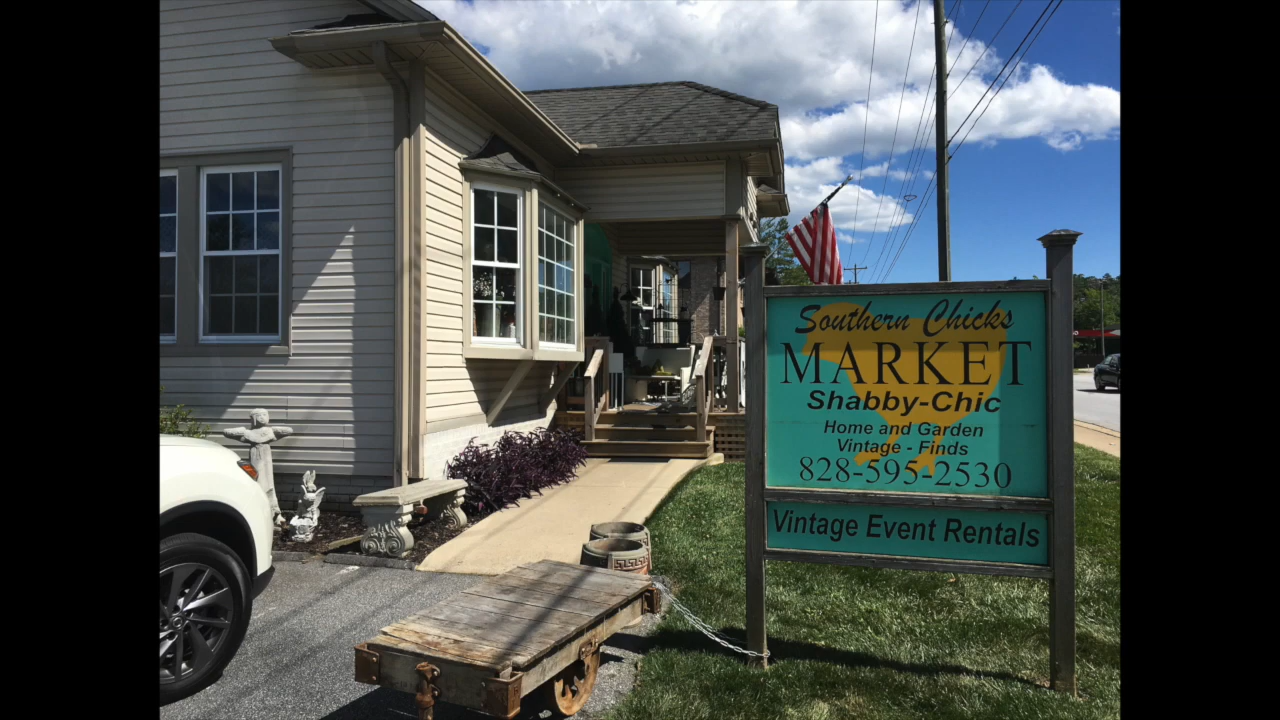 Southern Chicks
MARKET
Shabby-Chic
Home and Garden
Vintage - Finds
828-595-2530
Vintage Event Rentals